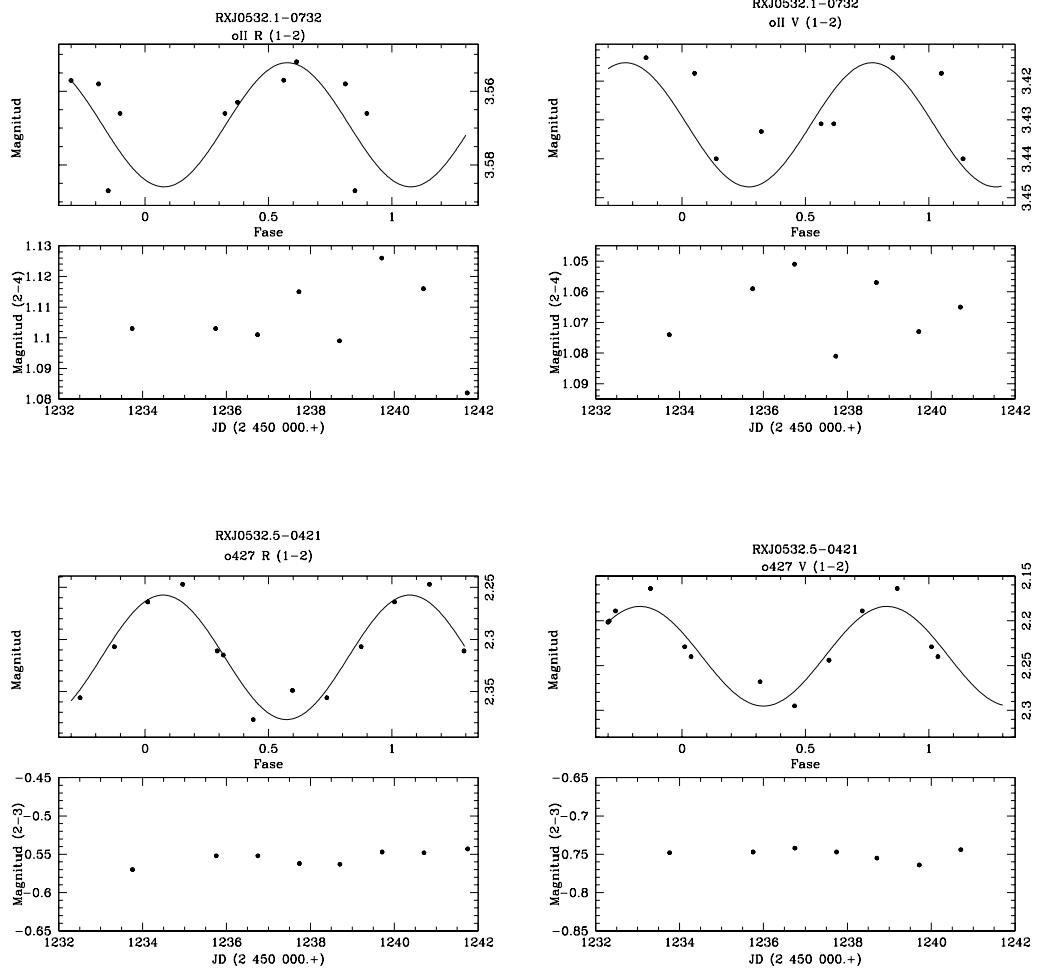 RXJ0532.1-0732
oII R (1-2)
Magnitud
3.56
3.58
0
0.5
1
Fase
1.13
1.12
1.11
1.1
1.09
1.08
Magnitud (2-4)
1232
1234
1236
1238
1240
1242
JD (2 450 000.+)
RXJ0532.1-0732
oII V (1-2)
Magnitud
3.42
3.43
3.44
3.45
0
0.5
1
Fase
1.05
1.06
1.07
1.08
1.09
Magnitud (2-4)
1232
1234
1236
1238
1240
1242
JD (2 450 000.+)
RXJ0532.5-0421
o427 R (1-2)
Magnitud
2.25
2.3
2.35
0
0.5
1
Fase
-0.45
-0.5
-0.55
-0.6
-0.65
Magnitud (2-3)
1232
1234
1236
1238
1240
1242
JD (2 450 000.+)
RXJ0532.5-0421
o427 V (1-2)
Magnitud
2.15
2.2
2.25
2.3
0
0.5
1
Fase
-0.65
-0.7
-0.75
-0.8
-0.85
Magnitud (2-3)
1232
1234
1236
1238
1240
1242
JD (2 450 000.+)